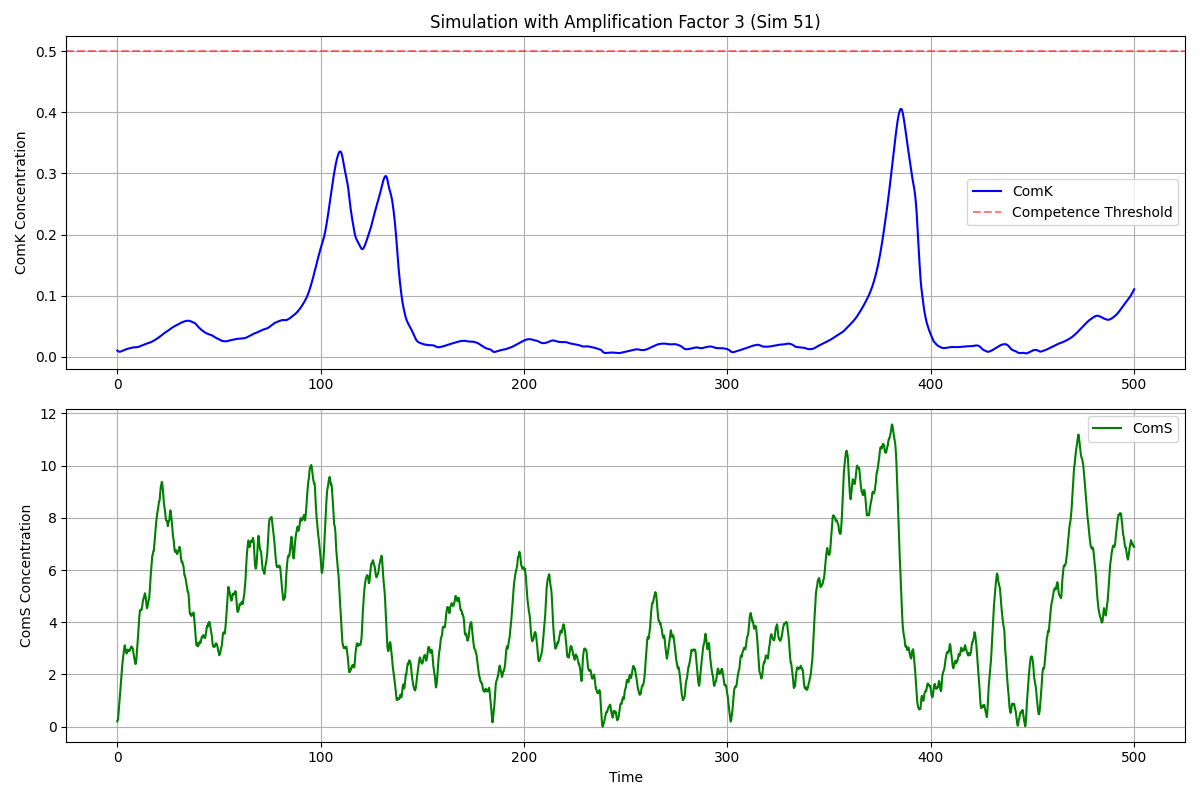 Simulation with Amplification Factor 3 (Sim 51)
ComK Concentration
0.5
0.4
0.3
0.2
0.1
0.0
ComK
Competence Threshold
0 100 200 300 400 500
ComS Concentration
12
10
8
6
4
2
0
ComS
0 100 200 300 400 500
Time